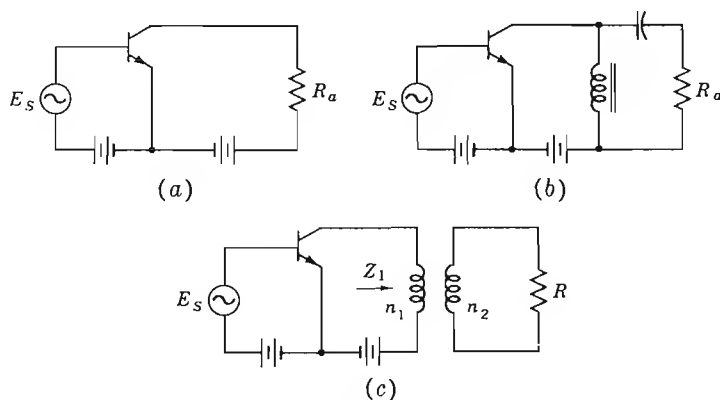 E_S
R_a
(a)
E_S
R_a
(b)
E_S
Z_1
n_1
n_2
R
(c)